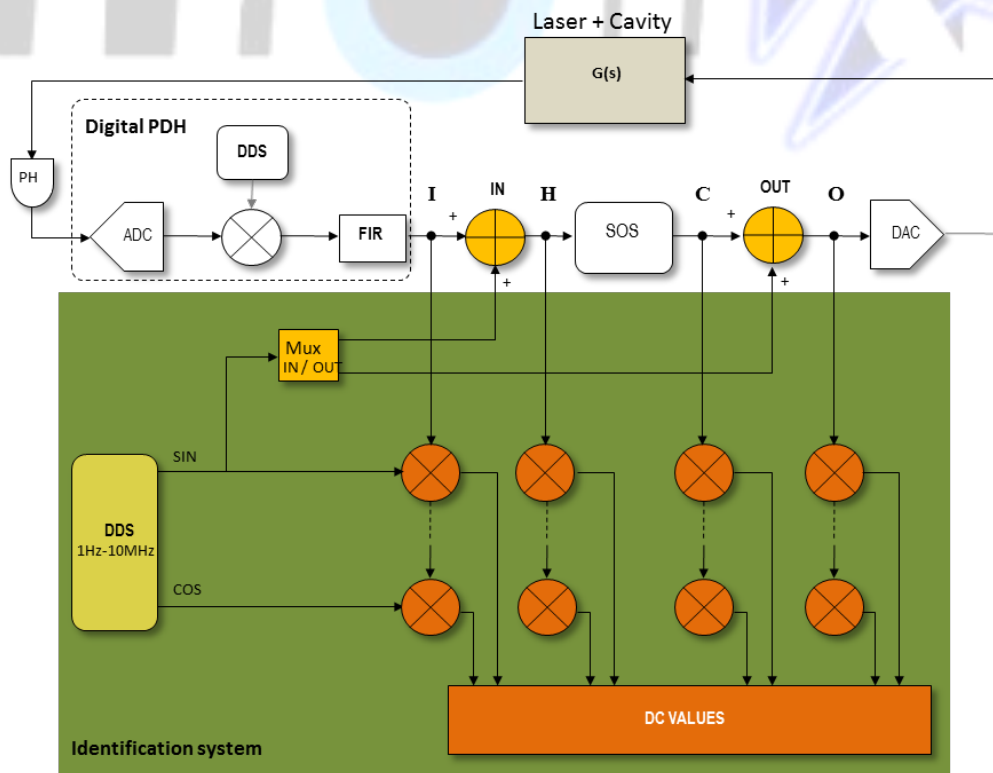 Laser + Cavity
G(s)
Digital PDH
DDS
PH
ADC
FIR
I
IN
H
SOS
C
OUT
O
DAC
+
+
+
+
Mux
IN / OUT
SIN
DDS
1Hz-10MHz
COS
DC VALUES
Identification system